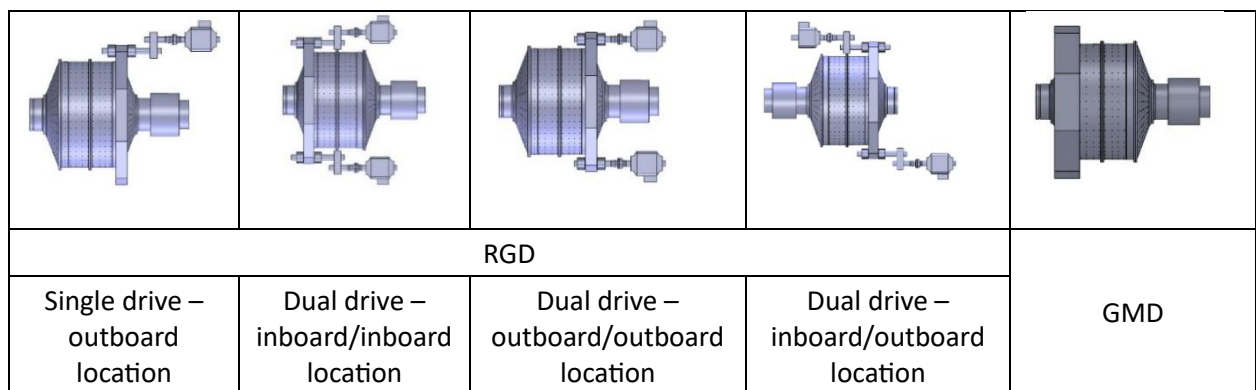 RGD
GMD
Single drive –
outboard
location
Dual drive –
inboard/inboard
location
Dual drive –
outboard/outboard
location
Dual drive –
inboard/outboard
location